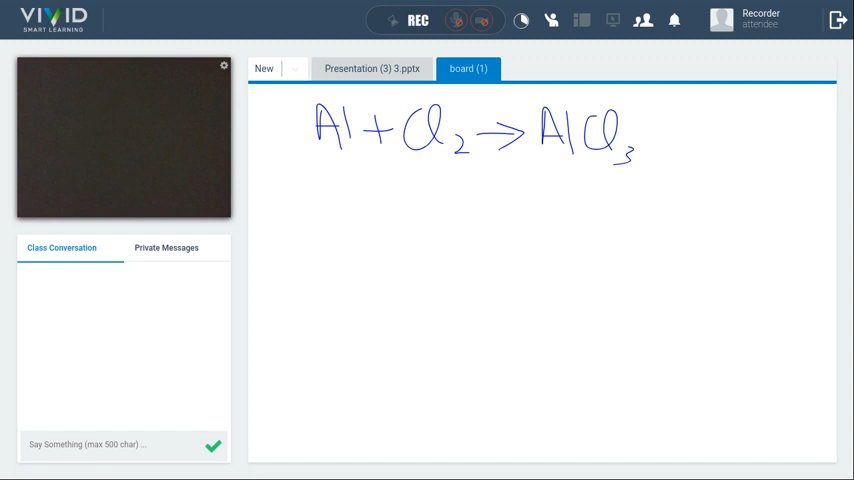 VIVID
SMART LEARNING
REC
Recorder
attendee
New
Presentation (3) 3.pptx
board (1)
Al + Cl₂ → AlCl₃
Class Conversation
Private Messages
Say Something (max 500 char) ...